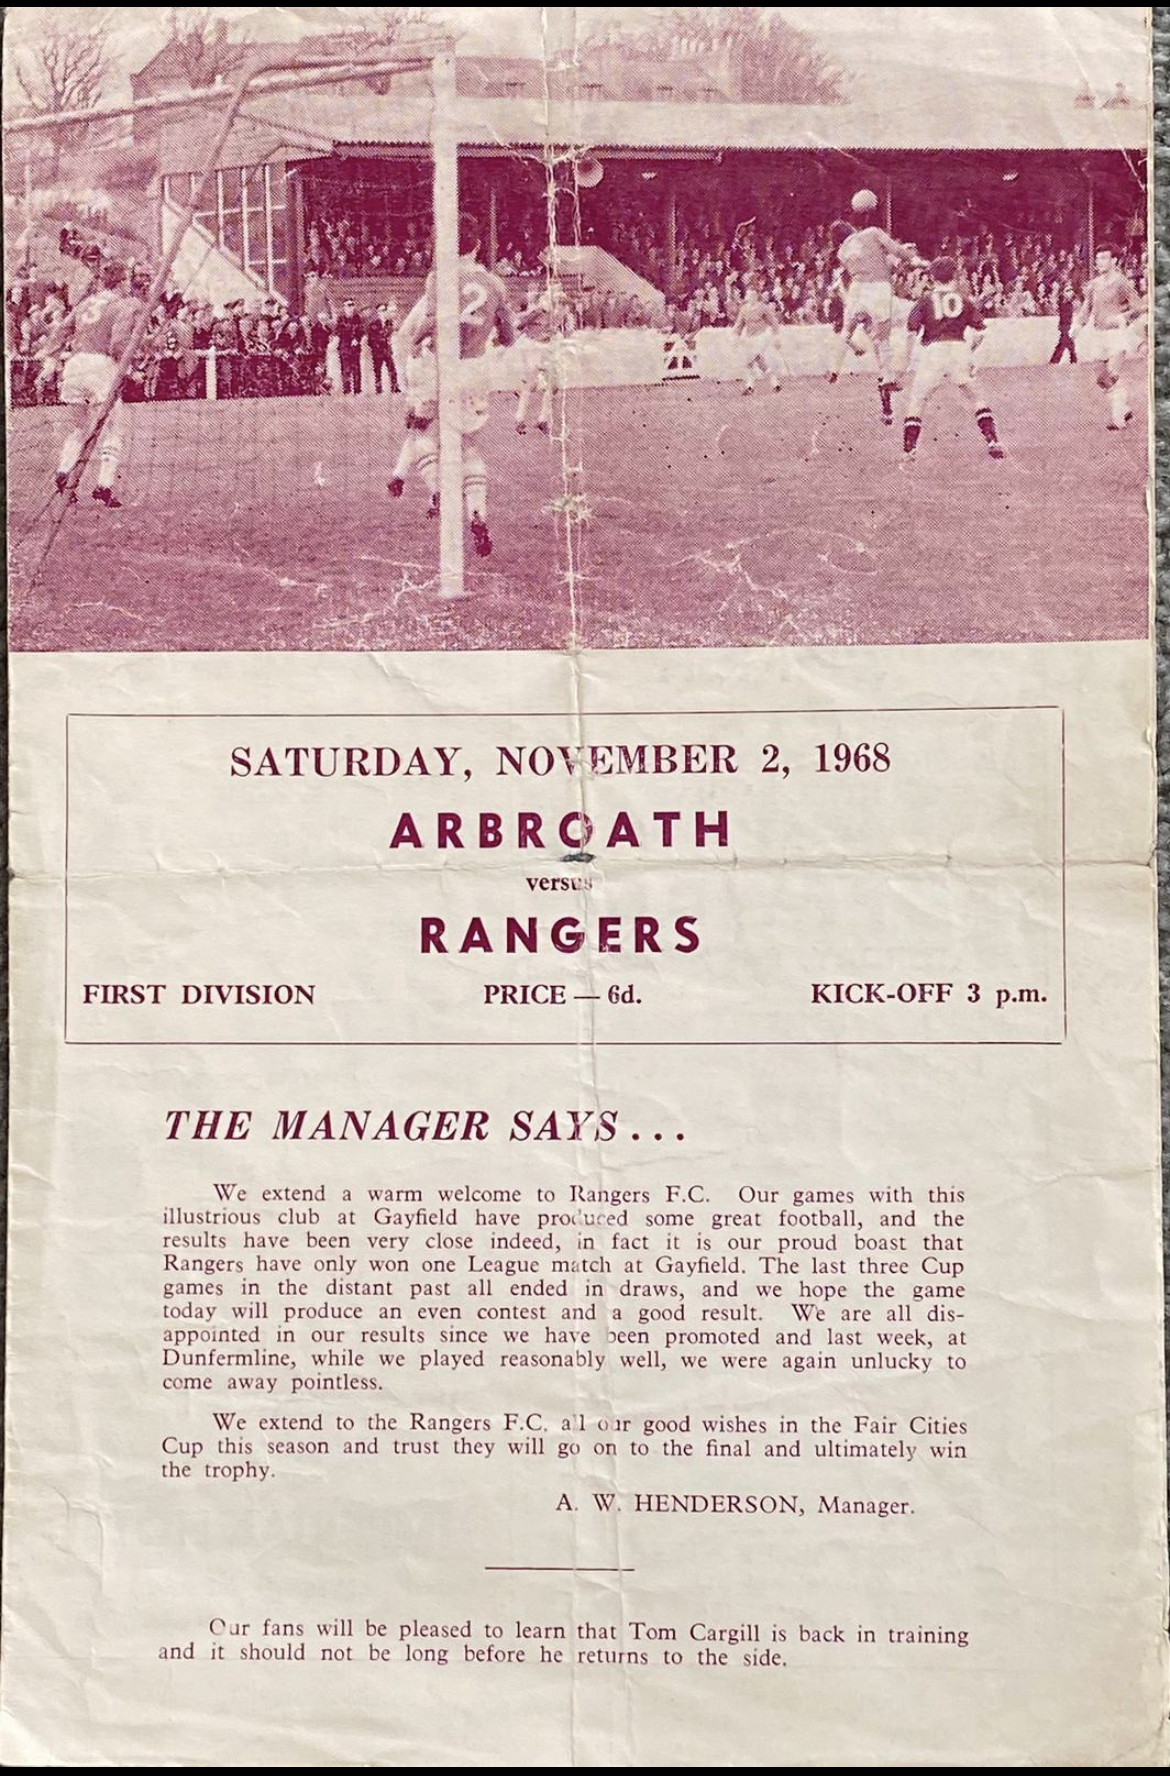 3
2
10
SATURDAY, NOVEMBER 2, 1968
ARBROATH
versus
RANGERS
FIRST DIVISION PRICE — 6d. KICK-OFF 3 p.m.
THE MANAGER SAYS . . .
We extend a warm welcome to Rangers F.C. Our games with this
illustrious club at Gayfield have produced some great football, and the
results have been very close indeed, in fact it is our proud boast that
Rangers have only won one League match at Gayfield. The last three Cup
games in the distant past all ended in draws, and we hope the game
today will produce an even contest and a good result. We are all dis-
appointed in our results since we have been promoted and last week, at
Dunfermline, while we played reasonably well, we were again unlucky to
come away pointless.
We extend to the Rangers F.C. all our good wishes in the Fair Cities
Cup this season and trust they will go on to the final and ultimately win
the trophy.
A. W. HENDERSON, Manager.
Our fans will be pleased to learn that Tom Cargill is back in training
and it should not be long before he returns to the side.